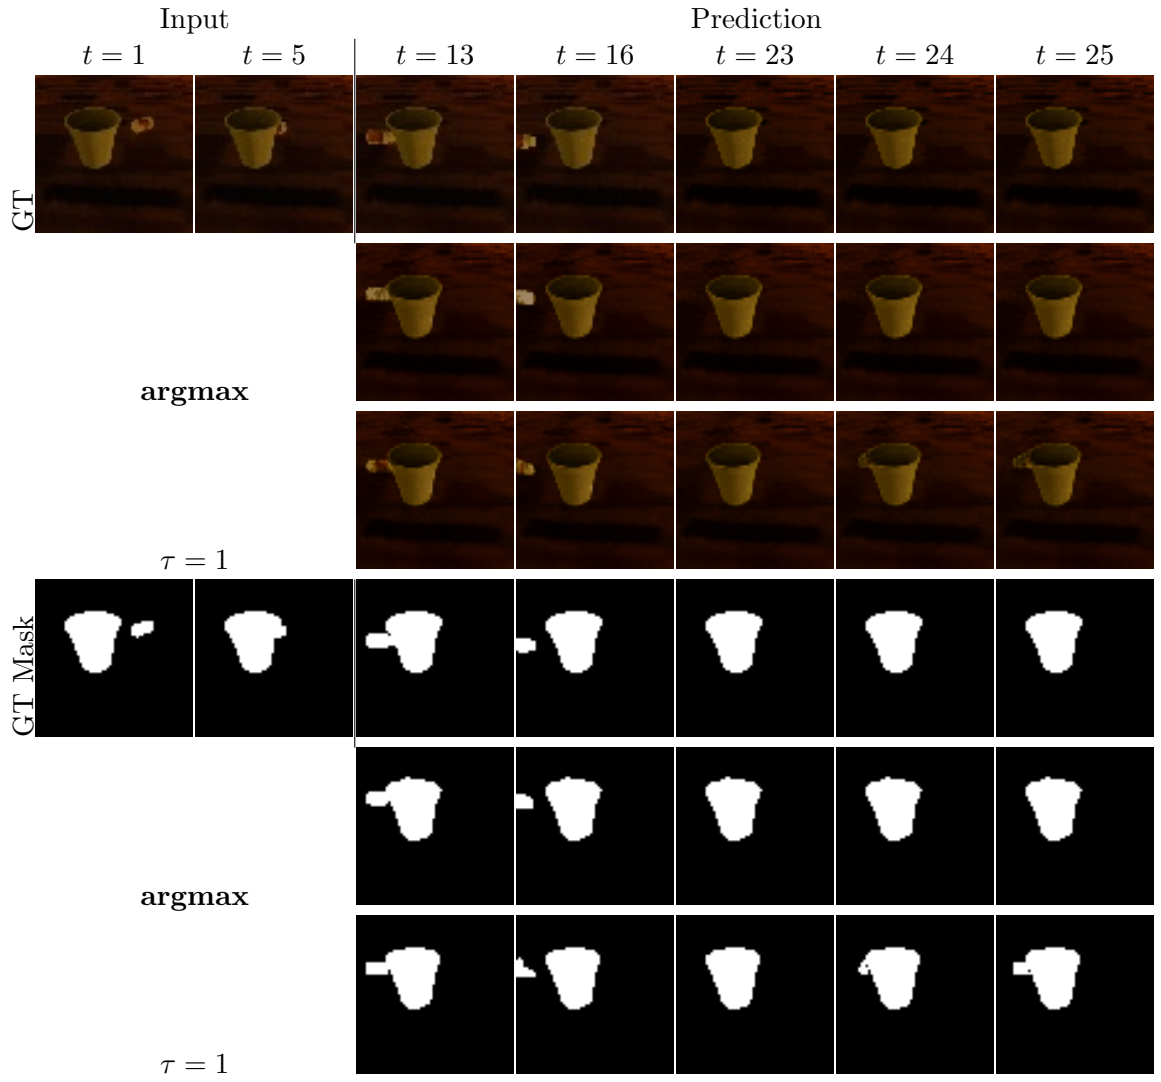 Input Prediction
t = 1 t = 5 t = 13 t = 16 t = 23 t = 24 t = 25
GT
argmax
τ = 1
GT Mask
argmax
τ = 1